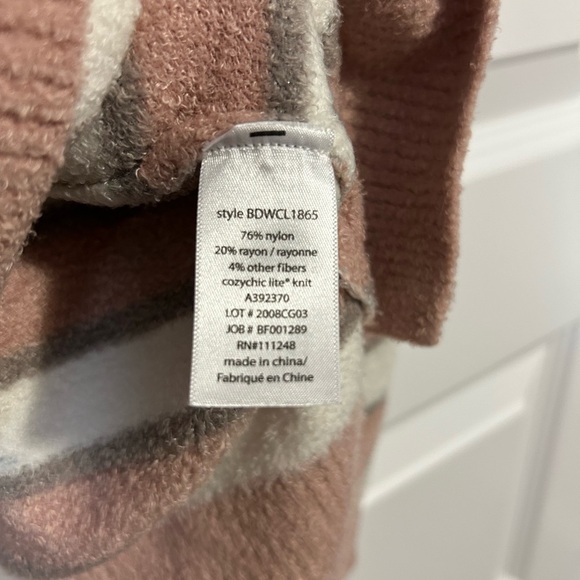 style BDWCL1865
76% nylon
20% rayon / rayonne
4% other fibers
cozychic lite® knit
A392370
LOT # 2008CG03
JOB # BF001289
RN#111248
made in china/
Fabriqué en Chine